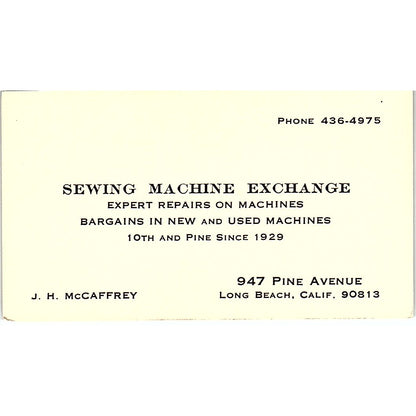 PHONE 436-4975
SEWING MACHINE EXCHANGE
EXPERT REPAIRS ON MACHINES
BARGAINS IN NEW AND USED MACHINES
10TH AND PINE SINCE 1929
947 PINE AVENUE
J. H. McCAFFREY
LONG BEACH, CALIF. 90813